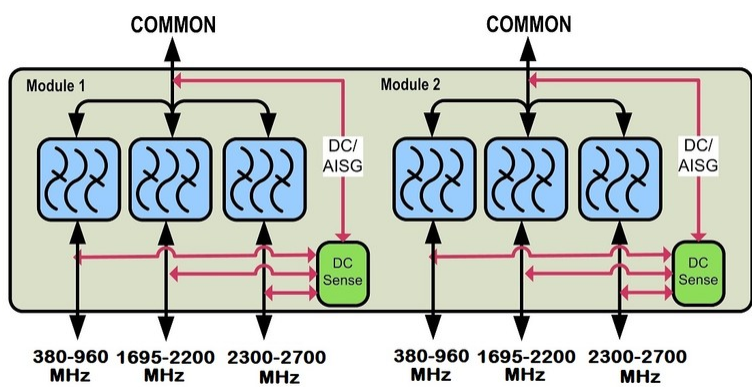 COMMON
COMMON
Module 1
Module 2
DC/
AISG
DC/
AISG
DC
Sense
DC
Sense
380-960
MHz
1695-2200
MHz
2300-2700
MHz
380-960
MHz
1695-2200
MHz
2300-2700
MHz